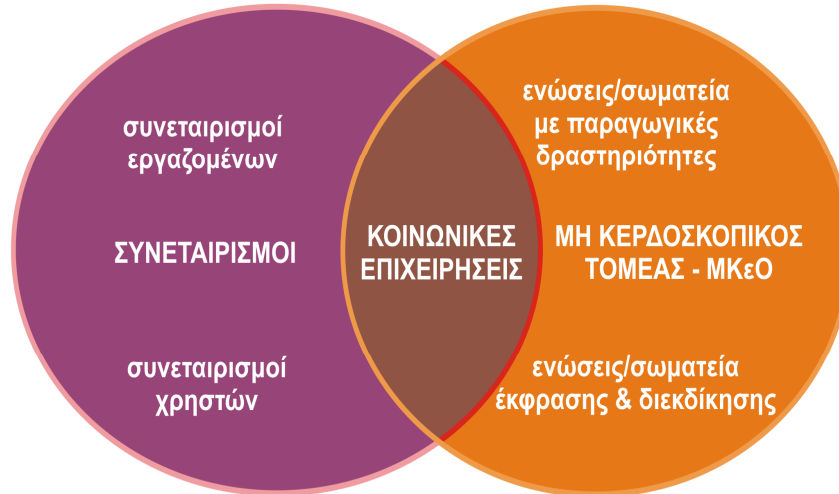 συνεταιρισμοί
εργαζομένων
ΣΥΝΕΤΑΙΡΙΣΜΟΙ
συνεταιρισμοί
χρηστών
ΚΟΙΝΩΝΙΚΕΣ
ΕΠΙΧΕΙΡΗΣΕΙΣ
ενώσεις/σωματεία
με παραγωγικές
δραστηριότητες
ΜΗ ΚΕΡΔΟΣΚΟΠΙΚΟΣ
ΤΟΜΕΑΣ - ΜΚεΟ
ενώσεις/σωματεία
έκφρασης & διεκδίκησης